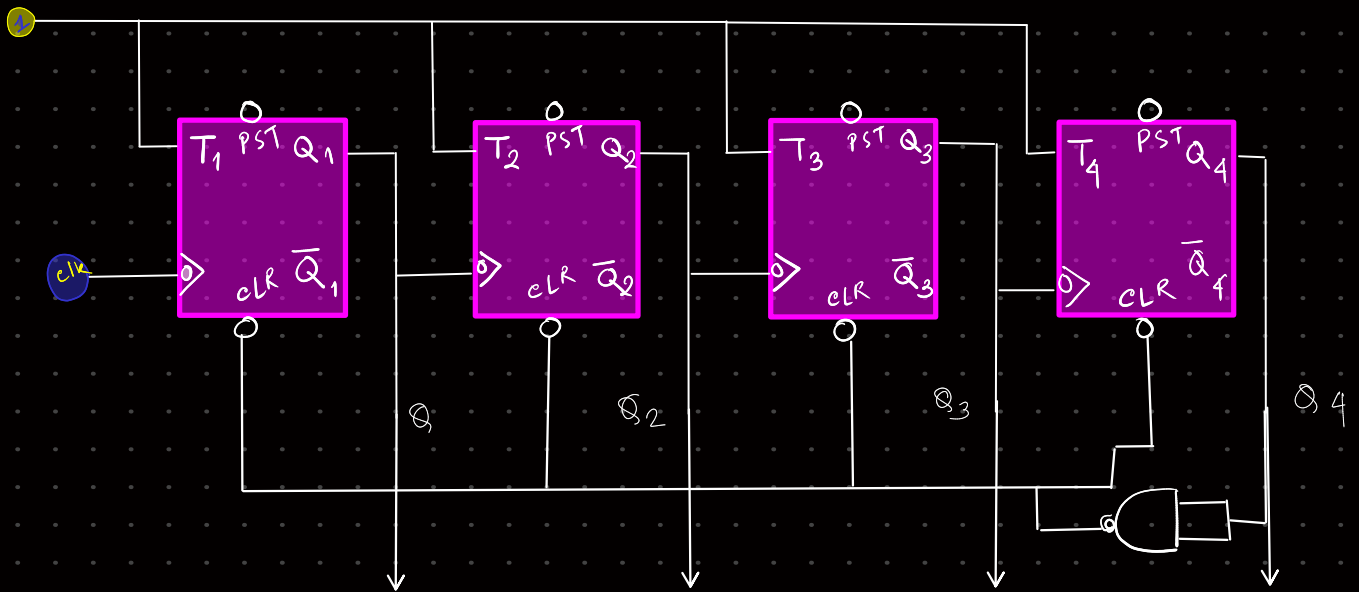 1
T1 PST Q1
T2 PST Q2
T3 PST Q3
T4 PST Q4
clk
CLR Q̅1
CLR Q̅2
CLR Q̅3
CLR Q̅4
Q
Q2
Q3
Q4